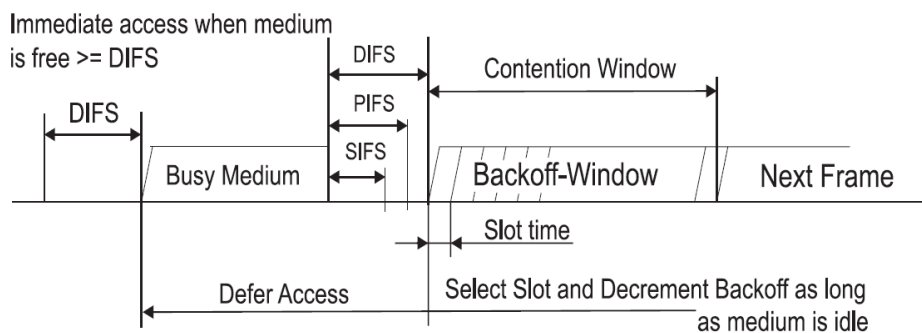 Immediate access when medium
is free >= DIFS
DIFS
DIFS
PIFS
SIFS
Contention Window
Busy Medium
Backoff-Window
Next Frame
Slot time
Defer Access
Select Slot and Decrement Backoff as long
as medium is idle